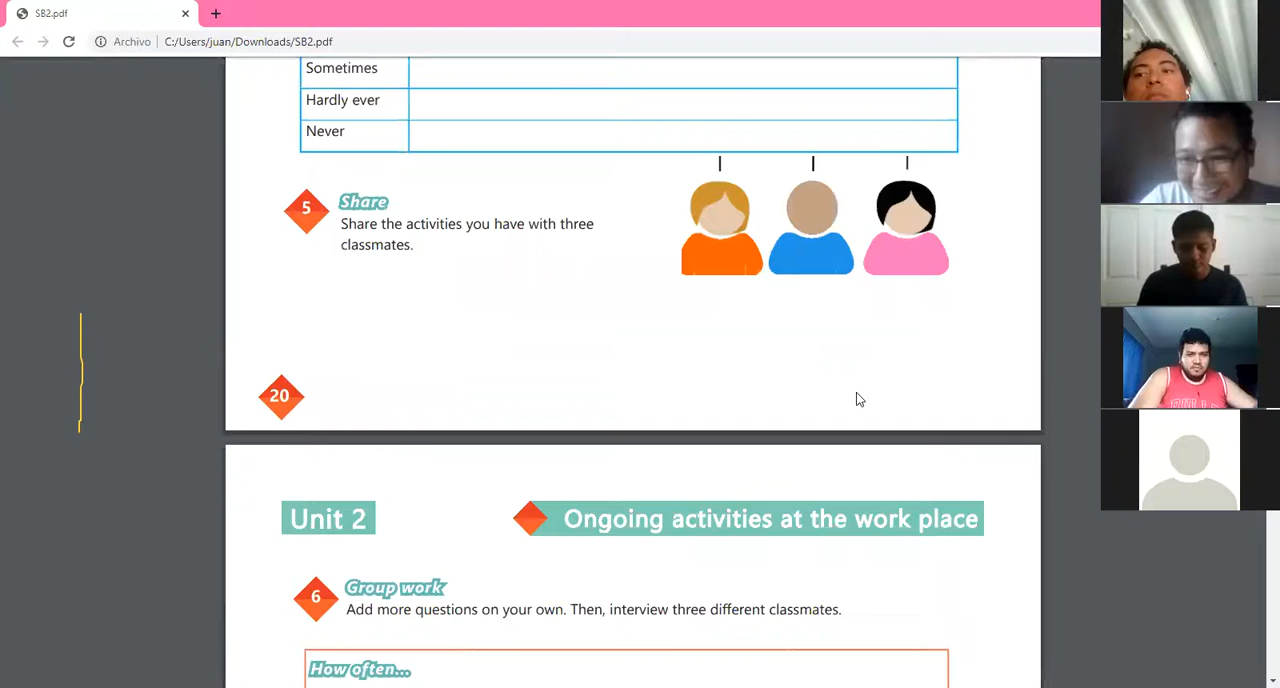 SB2.pdf
Archivo
C:/Users/juan/Downloads/SB2.pdf
Sometimes
Hardly ever
Never
5
Share
Share the activities you have with three
classmates.
20
Unit 2
Ongoing activities at the work place
6
Group work
Add more questions on your own. Then, interview three different classmates.
How often...